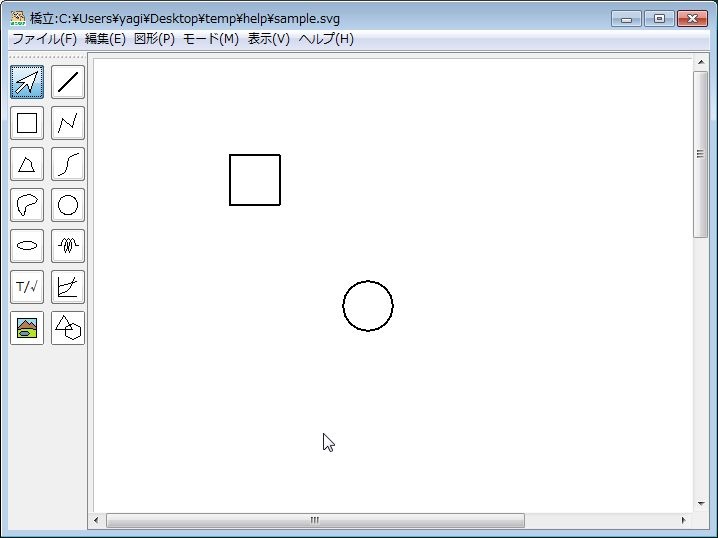 橋立:C:¥Users¥yagi¥Desktop¥temp¥help¥sample.svg
ファイル(F) 編集(E) 図形(P) モード(M) 表示(V) ヘルプ(H)
T/√